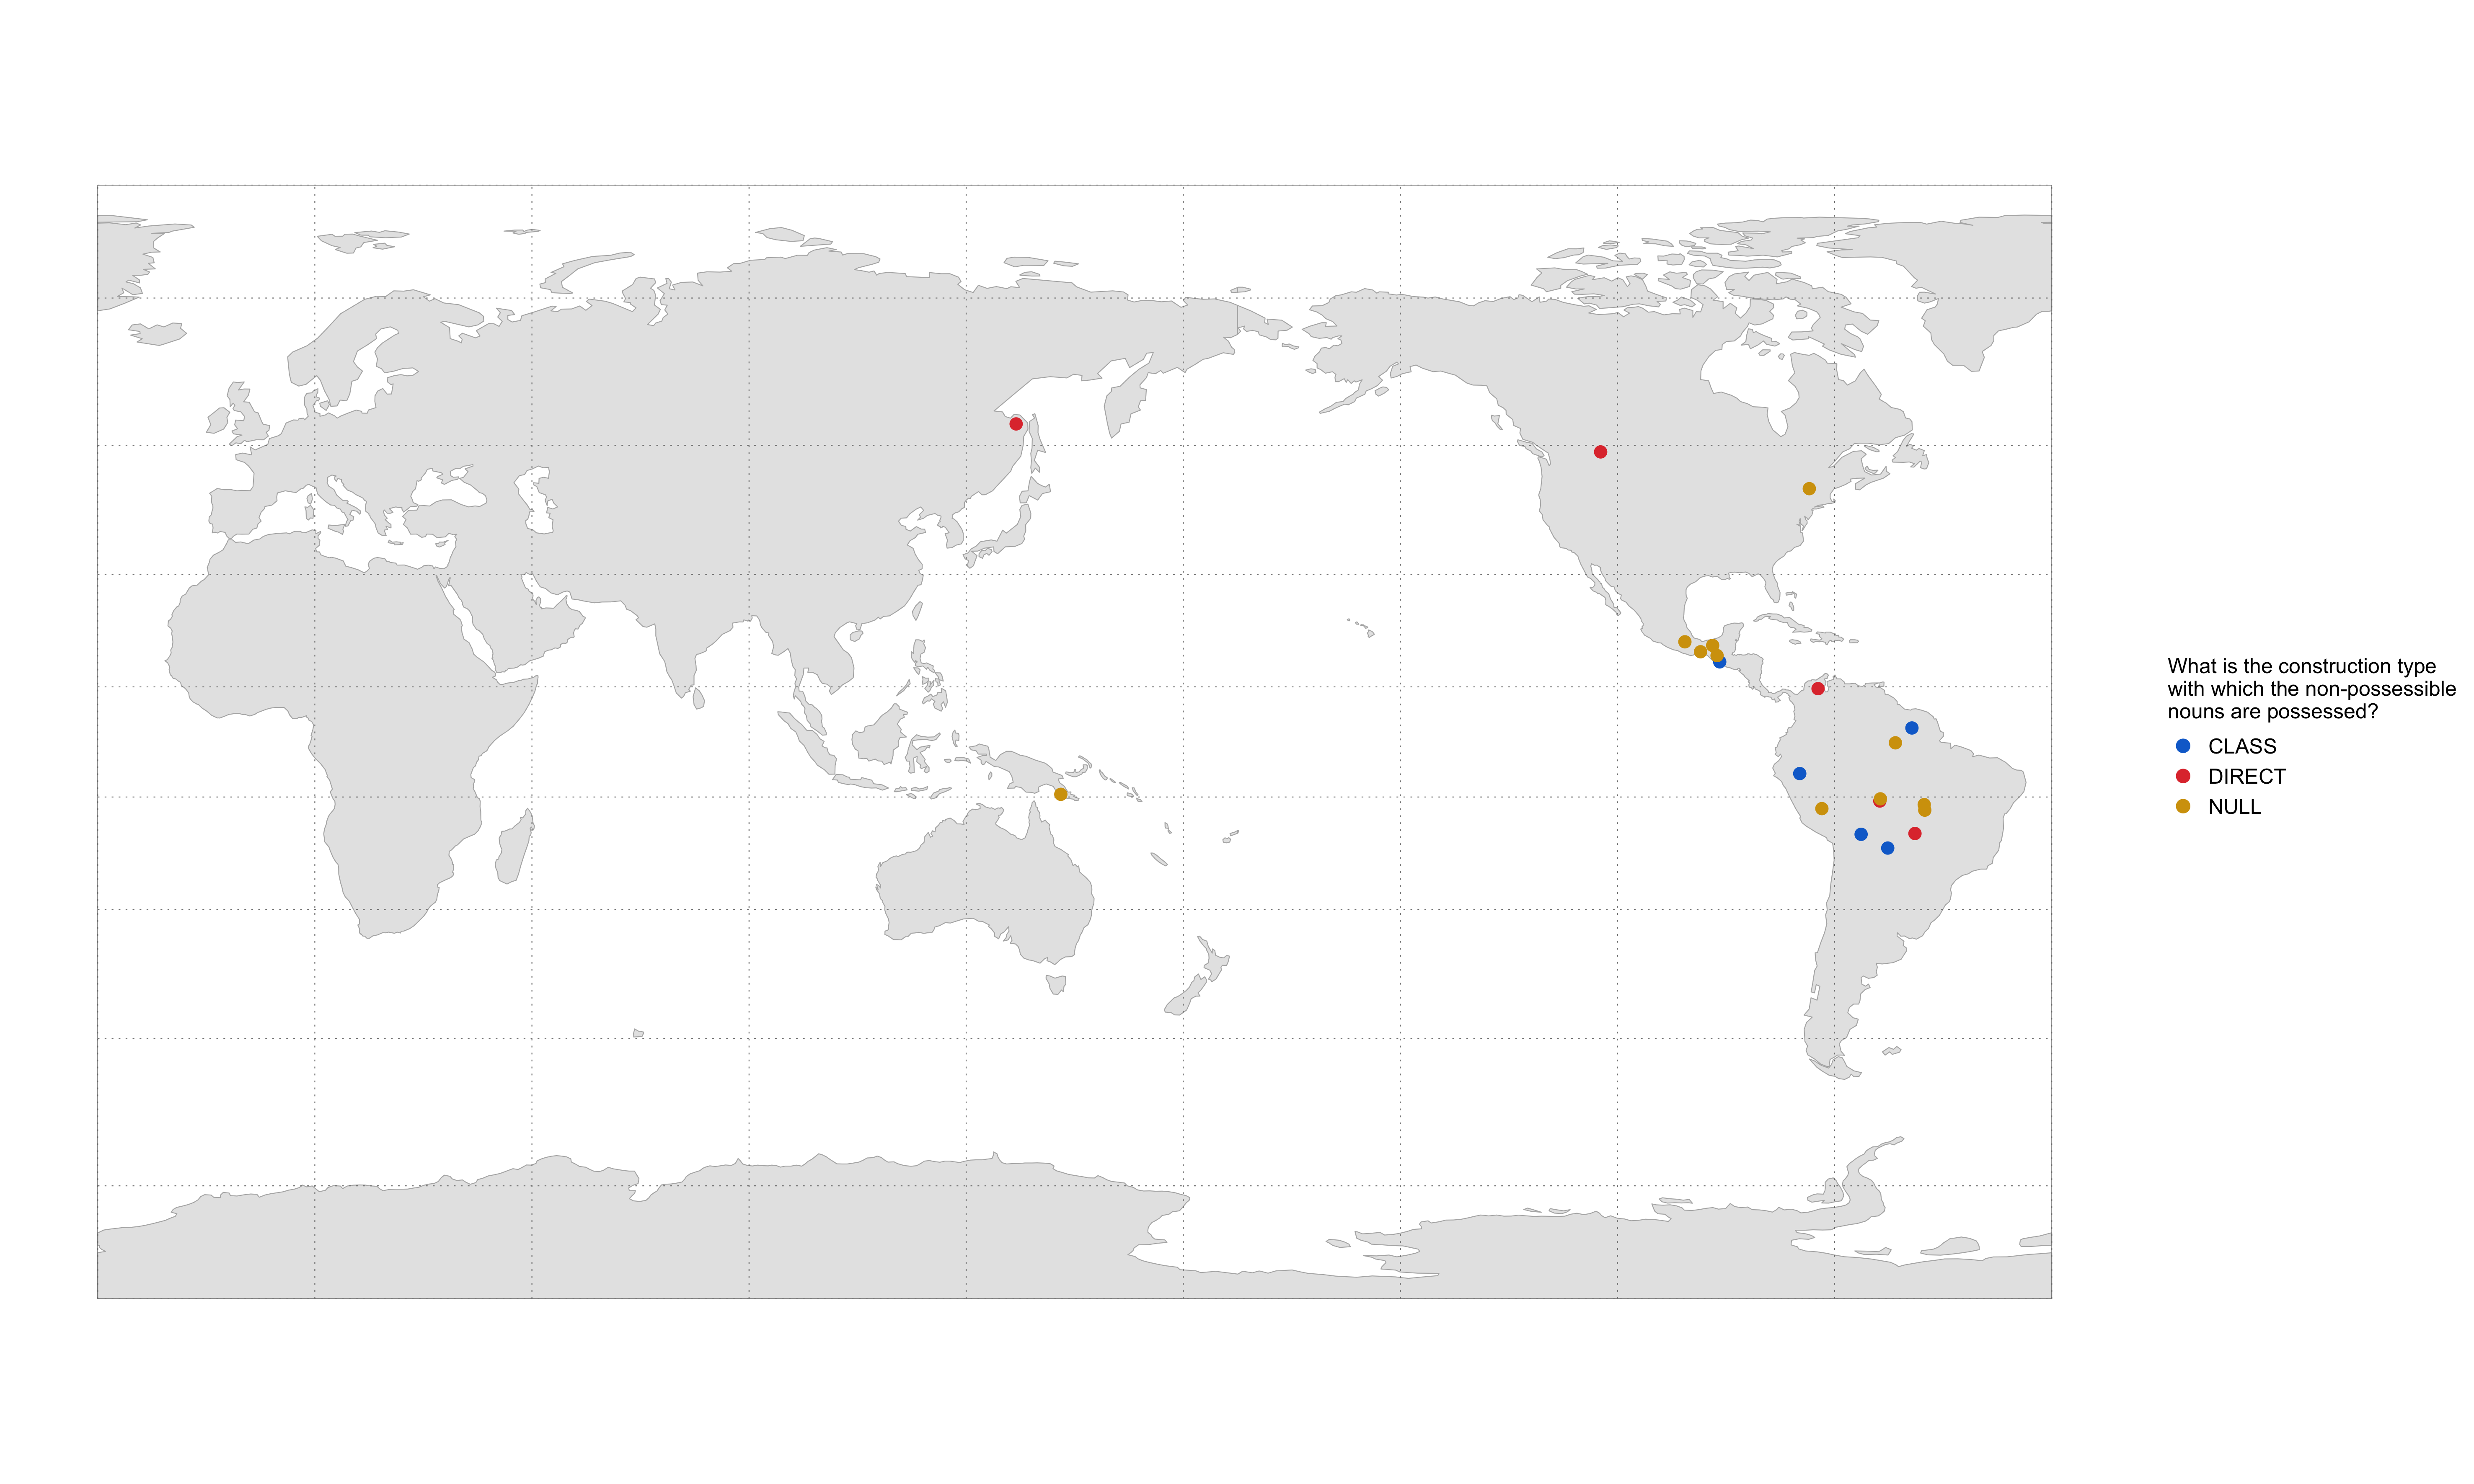 What is the construction type
with which the non-possessible
nouns are possessed?
CLASS
DIRECT
NULL